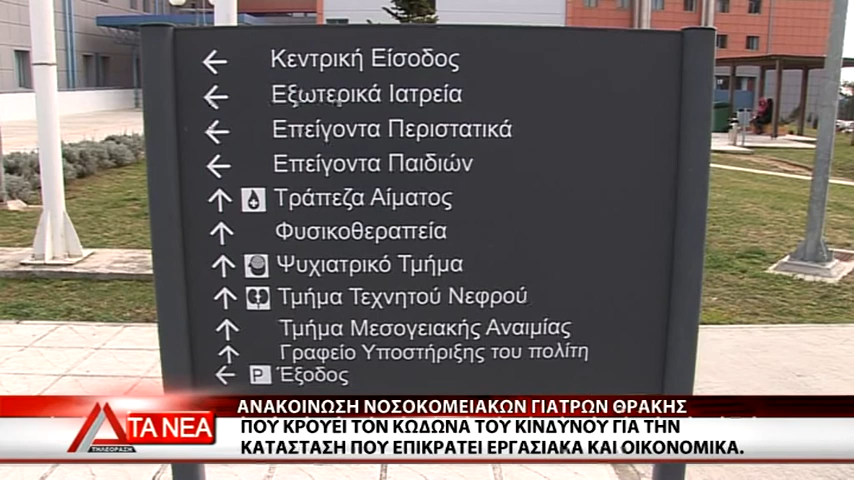 Κεντρική Είσοδος
Εξωτερικά Ιατρεία
Επείγοντα Περιστατικά
Επείγοντα Παιδιών
Τράπεζα Αίματος
Φυσικοθεραπεία
Ψυχιατρικό Τμήμα
Τμήμα Τεχνητού Νεφρού
Τμήμα Μεσογειακής Αναιμίας
Γραφείο Υποστήριξης του πολίτη
P Έξοδος
ΑΝΑΚΟΙΝΩΣΗ ΝΟΣΟΚΟΜΕΙΑΚΩΝ ΓΙΑΤΡΩΝ ΘΡΑΚΗΣ
ΠΟΥ ΚΡΟΥΕΙ ΤΟΝ ΚΩΔΩΝΑ ΤΟΥ ΚΙΝΔΥΝΟΥ ΓΙΑ ΤΗΝ
ΚΑΤΑΣΤΑΣΗ ΠΟΥ ΕΠΙΚΡΑΤΕΙ ΕΡΓΑΣΙΑΚΑ ΚΑΙ ΟΙΚΟΝΟΜΙΚΑ.
ΤΑ ΝΕΑ
ΤΗΛΕΟΡΑΣΗ